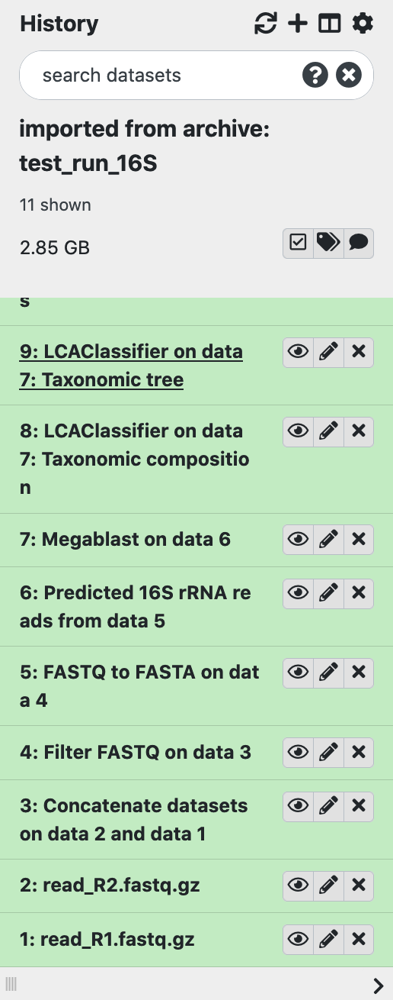 History
search datasets
imported from archive:
test_run_16S
11 shown
2.85 GB
s
9: LCAClassifier on data
7: Taxonomic tree
8: LCAClassifier on data
7: Taxonomic compositio
n
7: Megablast on data 6
6: Predicted 16S rRNA re
ads from data 5
5: FASTQ to FASTA on dat
a 4
4: Filter FASTQ on data 3
3: Concatenate datasets
on data 2 and data 1
2: read_R2.fastq.gz
1: read_R1.fastq.gz